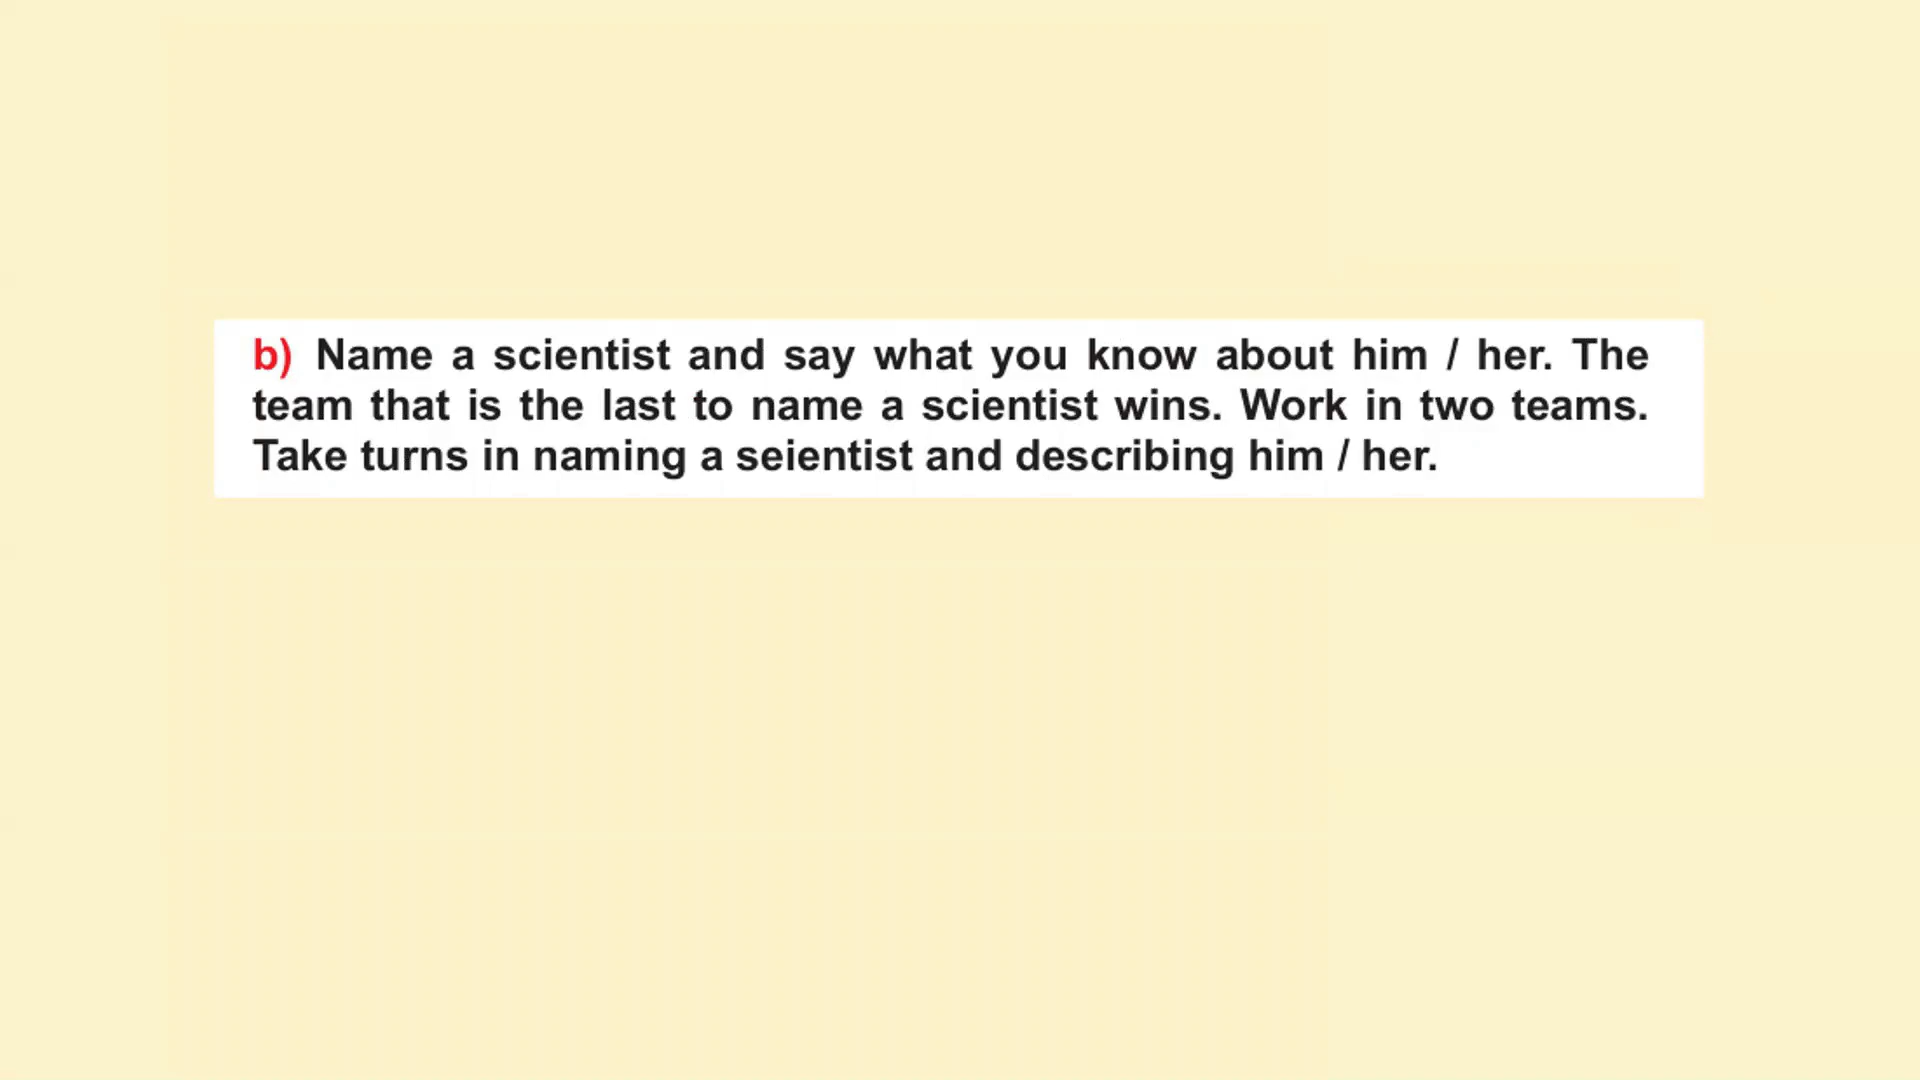 b) Name a scientist and say what you know about him / her. The
team that is the last to name a scientist wins. Work in two teams.
Take turns in naming a seientist and describing him / her.